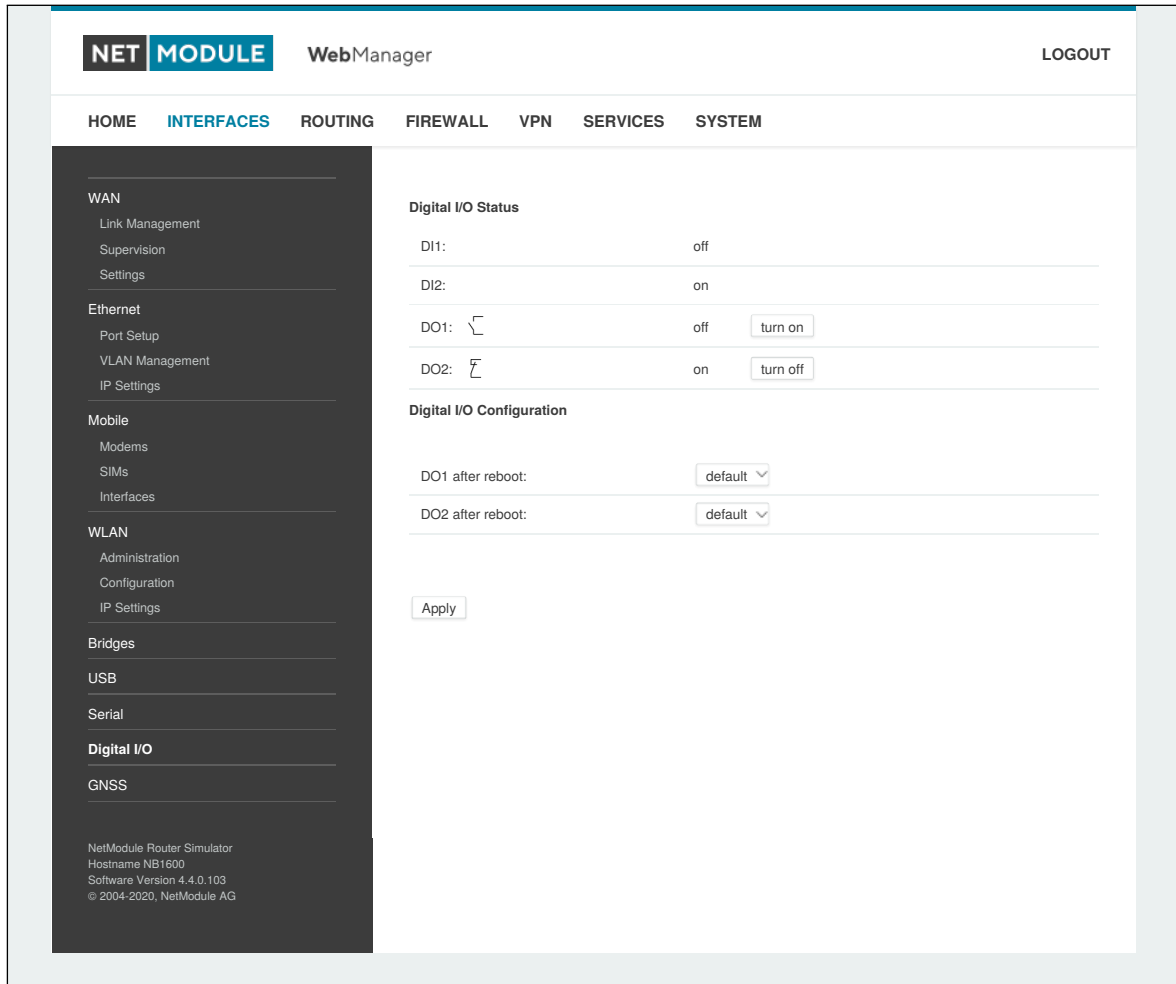 NET MODULE WebManager LOGOUT
HOME INTERFACES ROUTING FIREWALL VPN SERVICES SYSTEM
WAN
Link Management
Supervision
Settings
Ethernet
Port Setup
VLAN Management
IP Settings
Mobile
Modems
SIMs
Interfaces
WLAN
Administration
Configuration
IP Settings
Bridges
USB
Serial
Digital I/O
GNSS
NetModule Router Simulator
Hostname NB1600
Software Version 4.4.0.103
© 2004-2020, NetModule AG
Digital I/O Status
DI1: off
DI2: on
DO1: off turn on
DO2: on turn off
Digital I/O Configuration
DO1 after reboot: default
DO2 after reboot: default
Apply